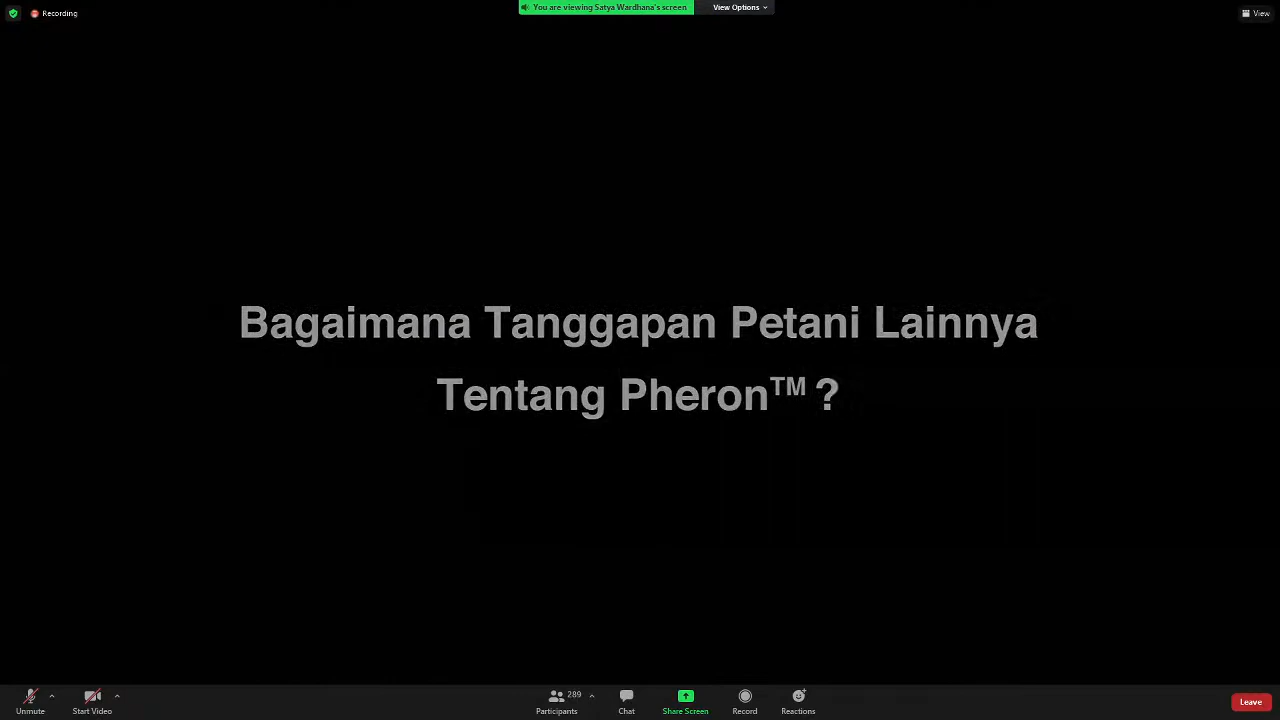 Recording
You are viewing Satya Wardhana's screen
View Options
View
Bagaimana Tanggapan Petani Lainnya
Tentang Pheron™ ?
Unmute
Start Video
289
Participants
Chat
Share Screen
Record
Reactions
Leave